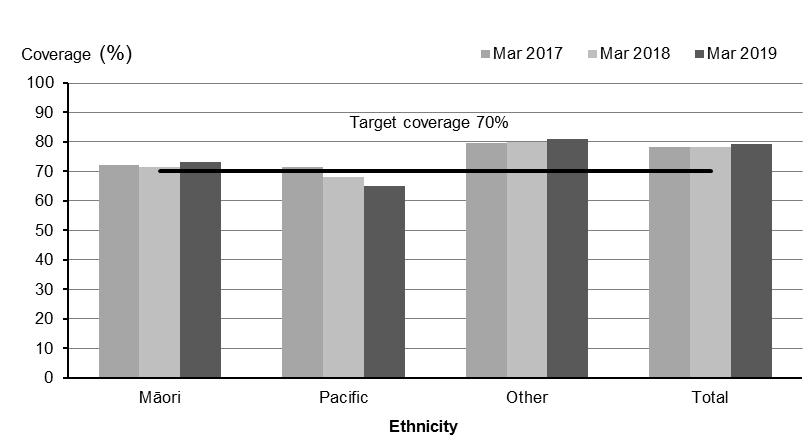 Coverage (%)
Mar 2017 Mar 2018 Mar 2019
100
90
Target coverage 70%
80
70
60
50
40
30
20
10
0
Māori Pacific Other Total
Ethnicity